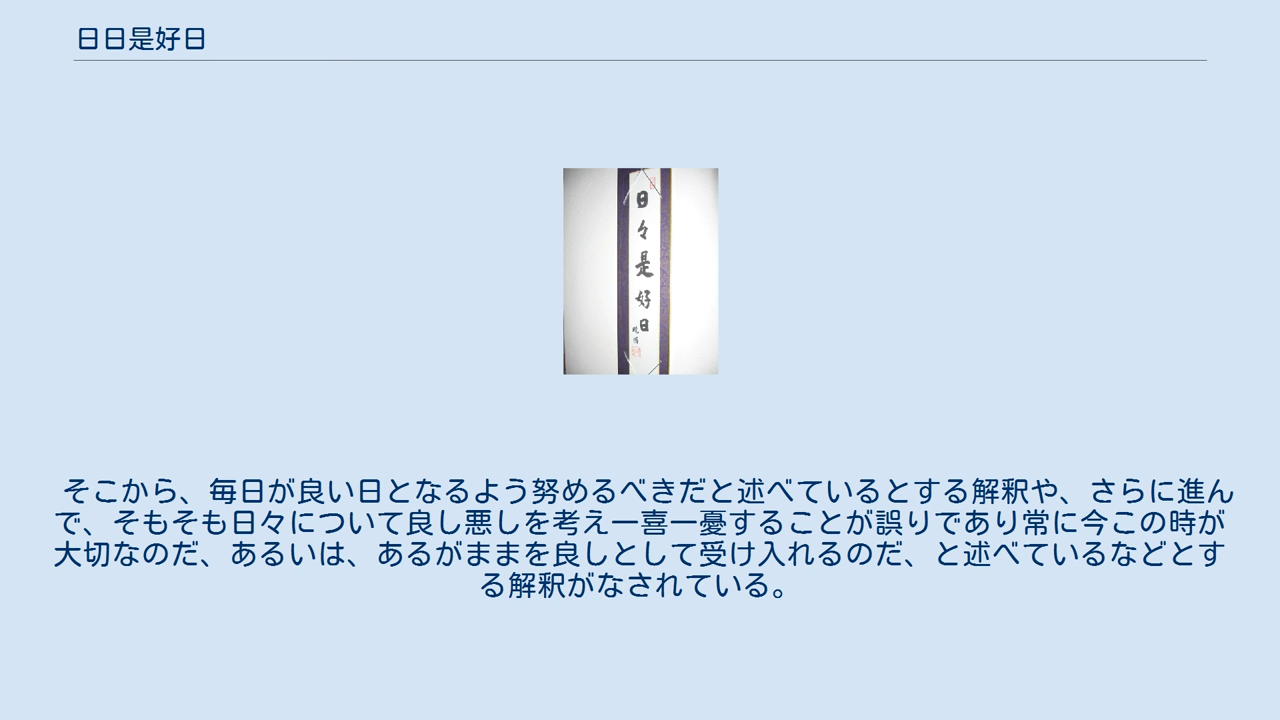 日日是好日
日々是好日
そこから、毎日が良い日となるよう努めるべきだと述べているとする解釈や、さらに進ん
で、そもそも日々について良し悪しを考え一喜一憂することが誤りであり常に今この時が
大切なのだ、あるいは、あるがままを良しとして受け入れるのだ、と述べているなどとす
る解釈がなされている。